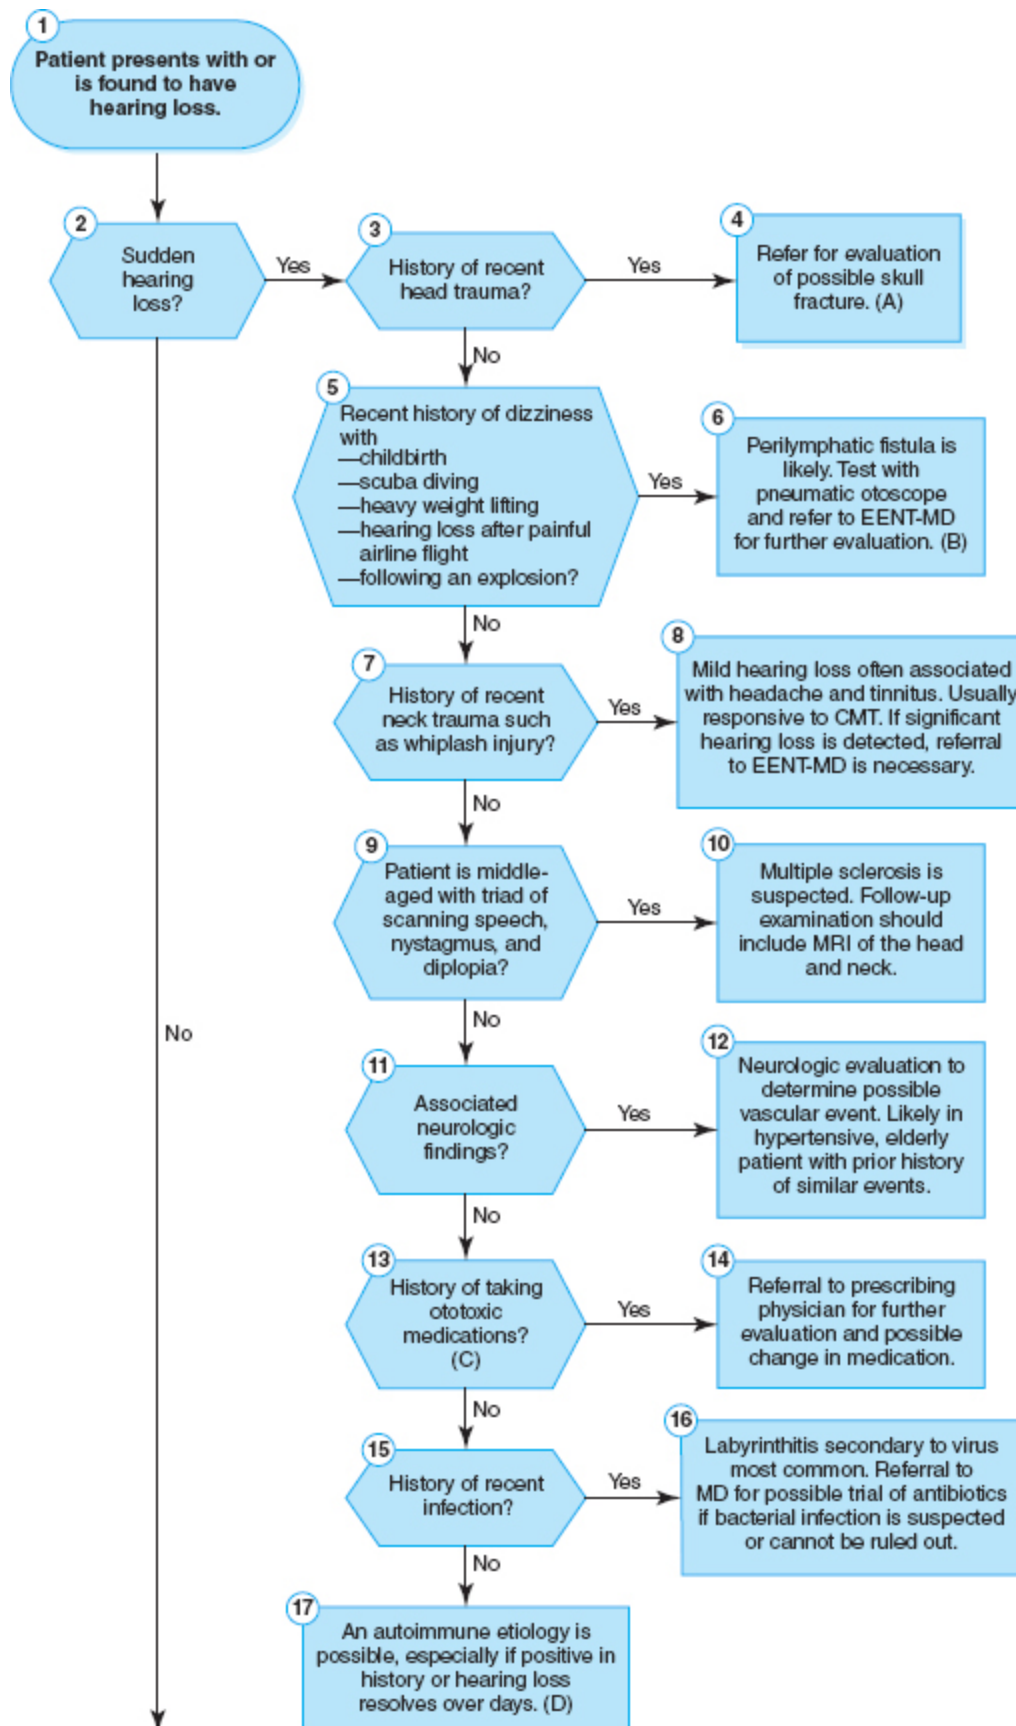 1
Patient presents with or
is found to have
hearing loss.
2
Sudden
hearing
loss?
Yes
3
History of recent
head trauma?
Yes
4
Refer for evaluation
of possible skull
fracture. (A)
No
5
Recent history of dizziness
with
—childbirth
—scuba diving
—heavy weight lifting
—hearing loss after painful
airline flight
—following an explosion?
Yes
6
Perilymphatic fistula is
likely. Test with
pneumatic otoscope
and refer to EENT-MD
for further evaluation. (B)
No
7
History of recent
neck trauma such
as whiplash injury?
Yes
8
Mild hearing loss often associated
with headache and tinnitus. Usually
responsive to CMT. If significant
hearing loss is detected, referral
to EENT-MD is necessary.
No
9
Patient is middle-
aged with triad of
scanning speech,
nystagmus, and
diplopia?
Yes
10
Multiple sclerosis is
suspected. Follow-up
examination should
include MRI of the head
and neck.
No
No
11
Associated
neurologic
findings?
Yes
12
Neurologic evaluation to
determine possible
vascular event. Likely in
hypertensive, elderly
patient with prior history
of similar events.
No
13
History of taking
ototoxic
medications?
(C)
Yes
14
Referral to prescribing
physician for further
evaluation and possible
change in medication.
No
15
History of recent
infection?
Yes
16
Labyrinthitis secondary to virus
most common. Referral to
MD for possible trial of antibiotics
if bacterial infection is suspected
or cannot be ruled out.
No
17
An autoimmune etiology is
possible, especially if positive in
history or hearing loss
resolves over days. (D)